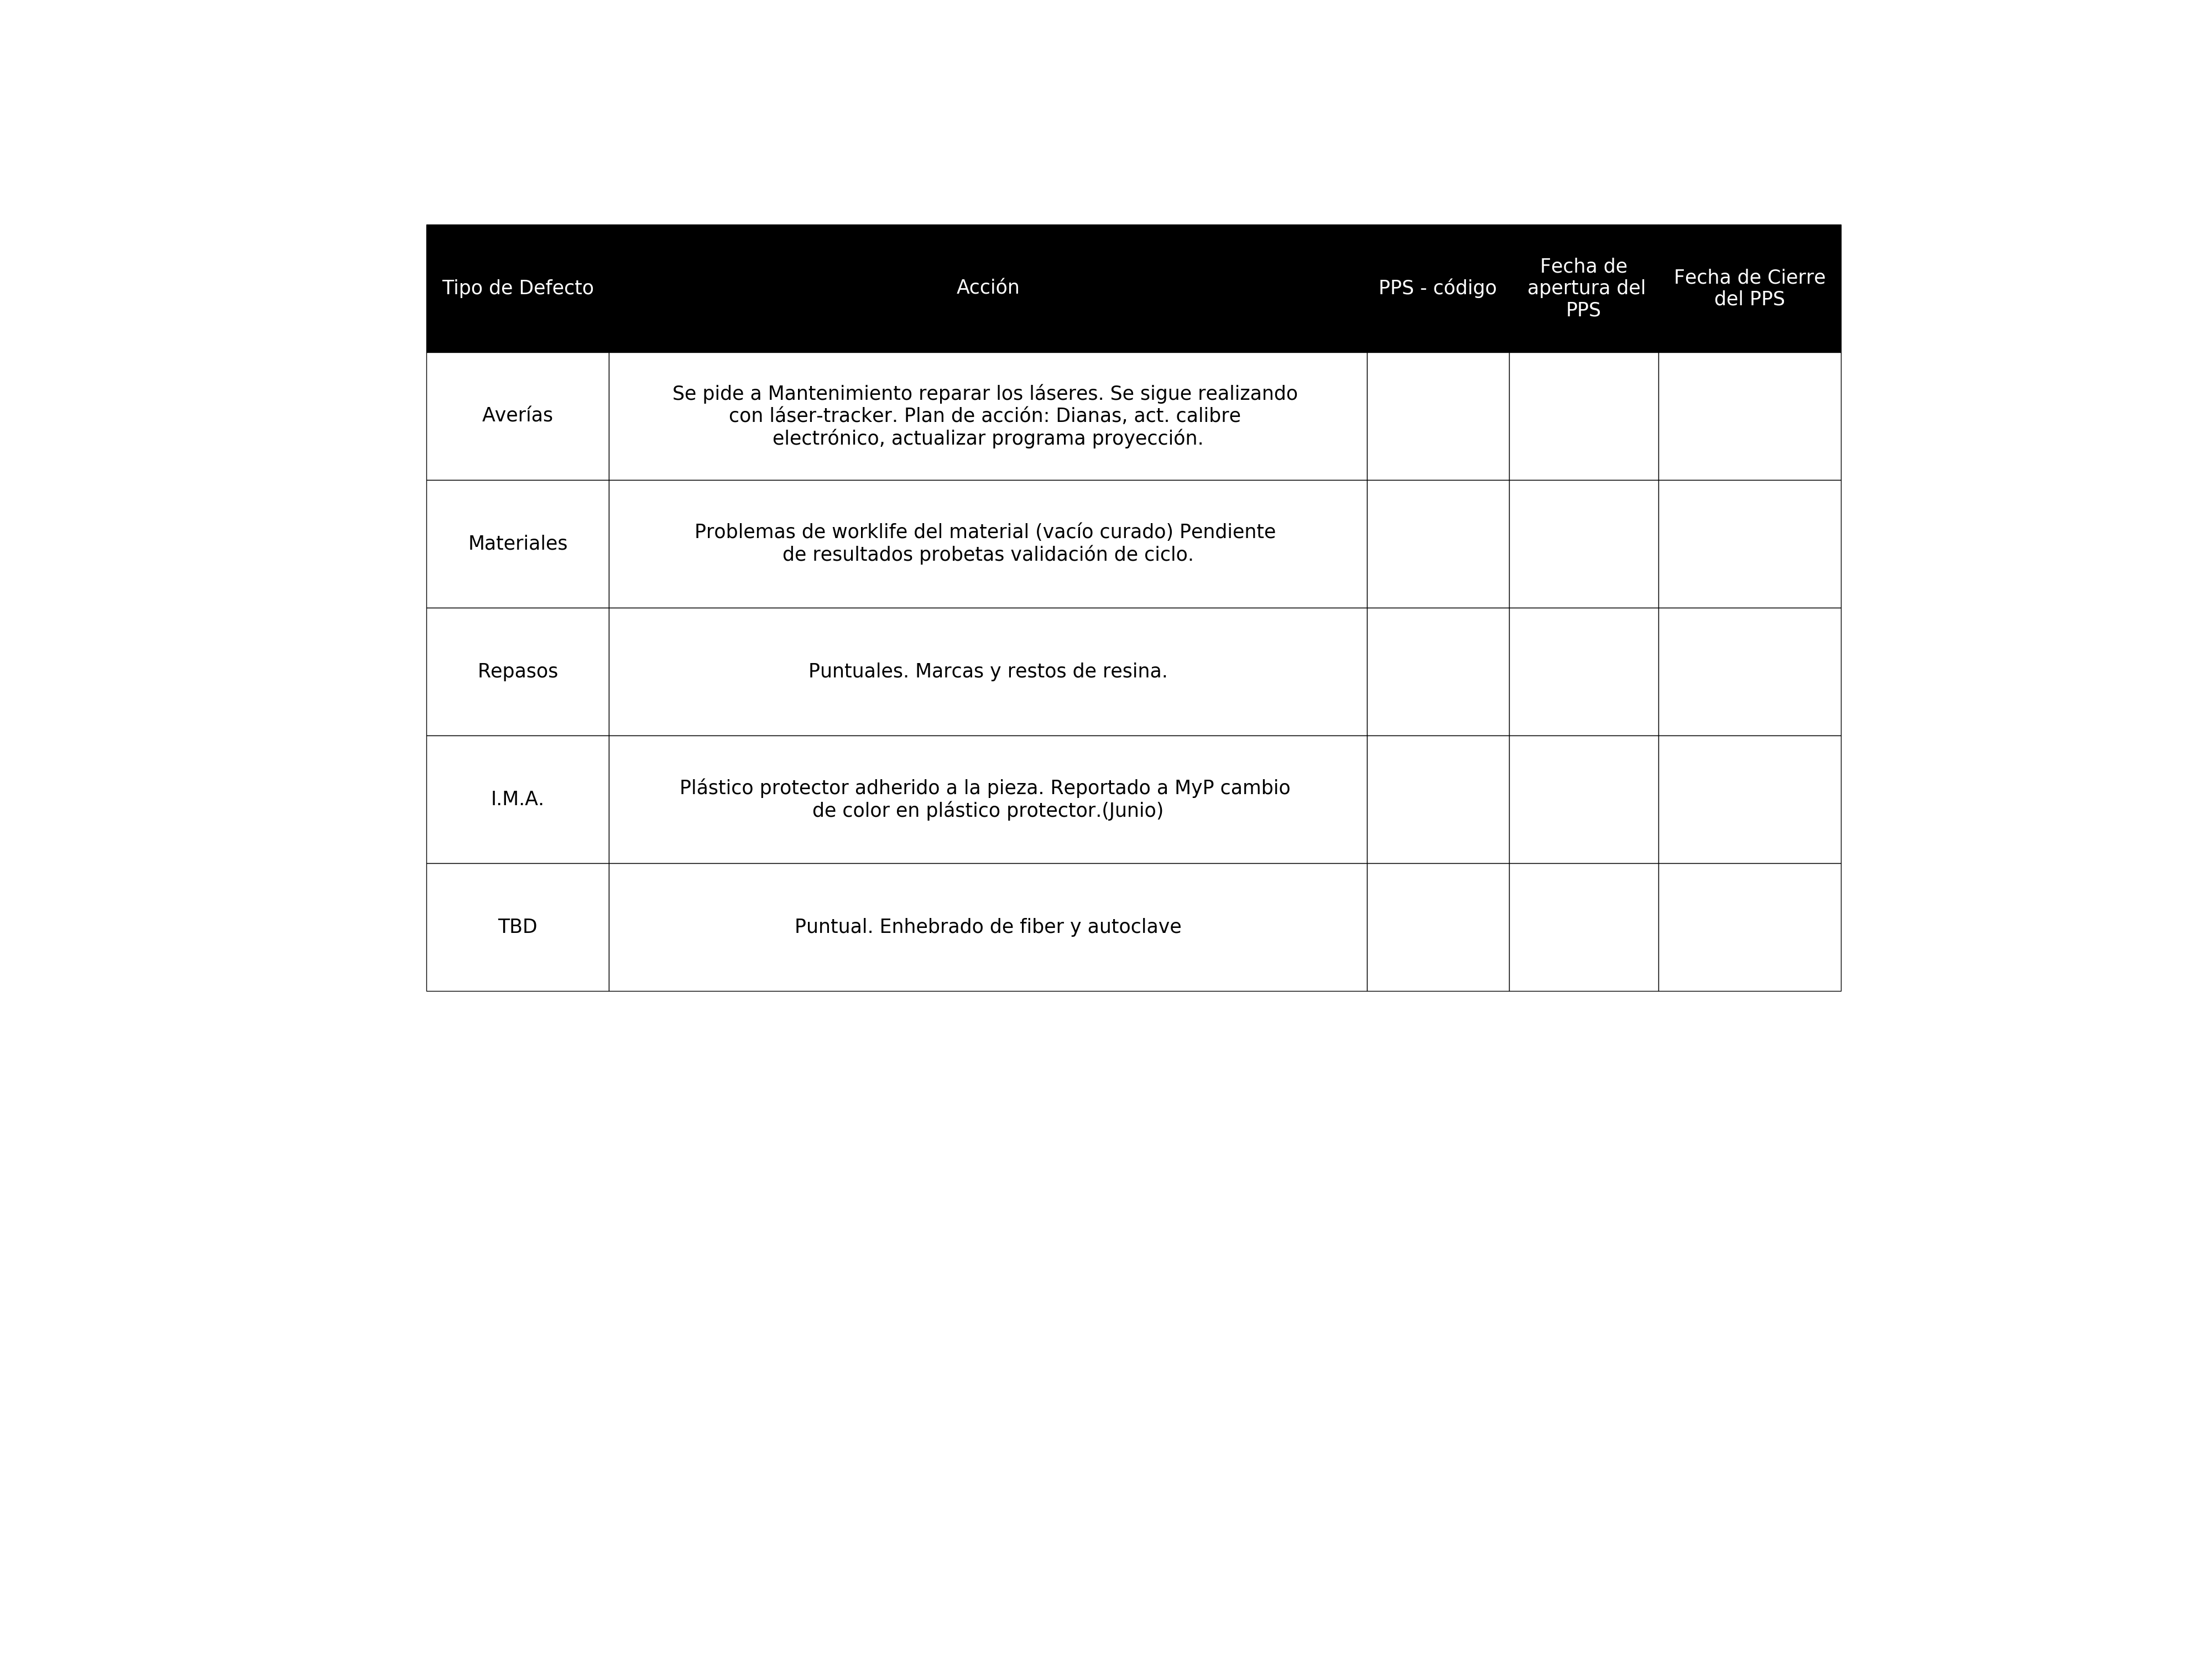 Tipo de Defecto
Acción
PPS - código
Fecha de
apertura del
PPS
Fecha de Cierre
del PPS
Averías
Se pide a Mantenimiento reparar los láseres. Se sigue realizando
con láser-tracker. Plan de acción: Dianas, act. calibre
electrónico, actualizar programa proyección.
Materiales
Problemas de worklife del material (vacío curado) Pendiente
de resultados probetas validación de ciclo.
Repasos
Puntuales. Marcas y restos de resina.
I.M.A.
Plástico protector adherido a la pieza. Reportado a MyP cambio
de color en plástico protector.(Junio)
TBD
Puntual. Enhebrado de fiber y autoclave